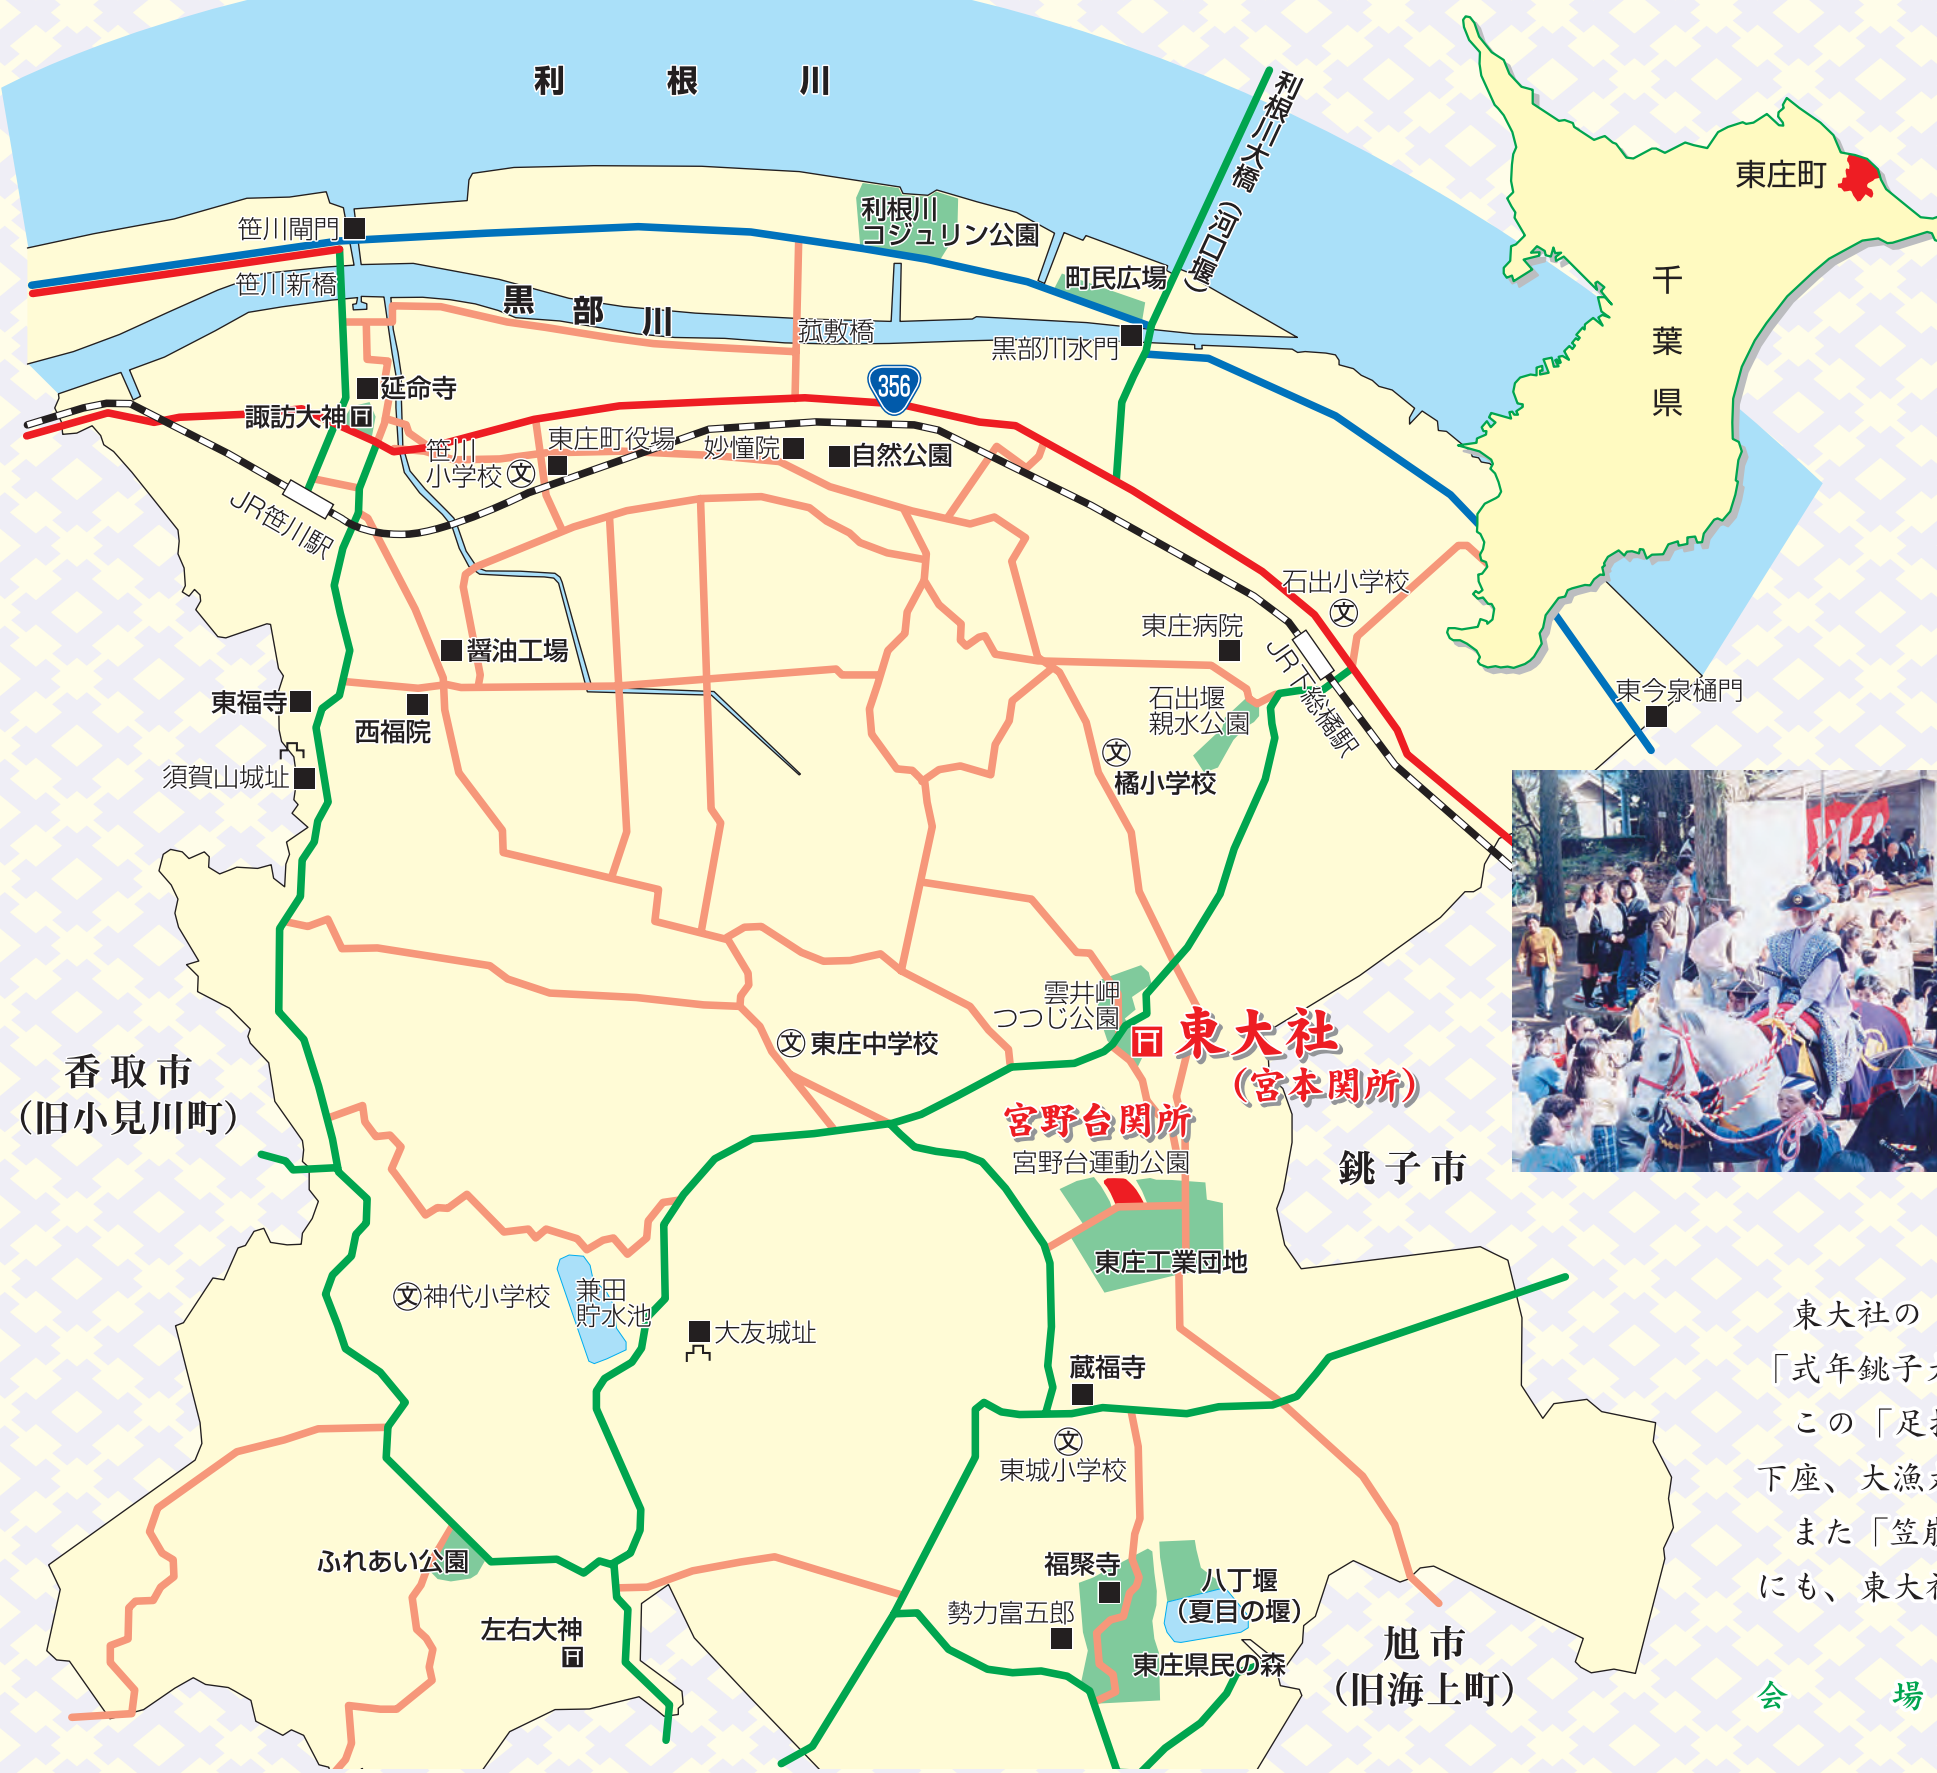 利根川
利根川大橋（河口堰）
東庄町
千葉県
笹川閘門
利根川
コジュリン公園
町民広場
笹川新橋
黒部川
菰敷橋
黒部川水門
356
延命寺
諏訪大神
笹川
小学校
文
東庄町役場
妙憧院
自然公園
JR笹川駅
石出小学校
文
東庄病院
JR下総橘駅
醤油工場
東福寺
西福院
石出堰
親水公園
東今泉樋門
文
橘小学校
須賀山城址
雲井岬
つつじ公園
東大社
（宮本関所）
文
東庄中学校
香取市
（旧小見川町）
宮野台関所
宮野台運動公園
銚子市
東庄工業団地
文
神代小学校
兼田
貯水池
大友城址
蔵福寺
文
東城小学校
ふれあい公園
福聚寺
八丁堰
（夏目の堰）
勢力富五郎
左右大神
東庄県民の森
旭市
（旧海上町）
東大社の
「式年銚子
この「足
下座、大漁
また「笠
にも、東大
会場